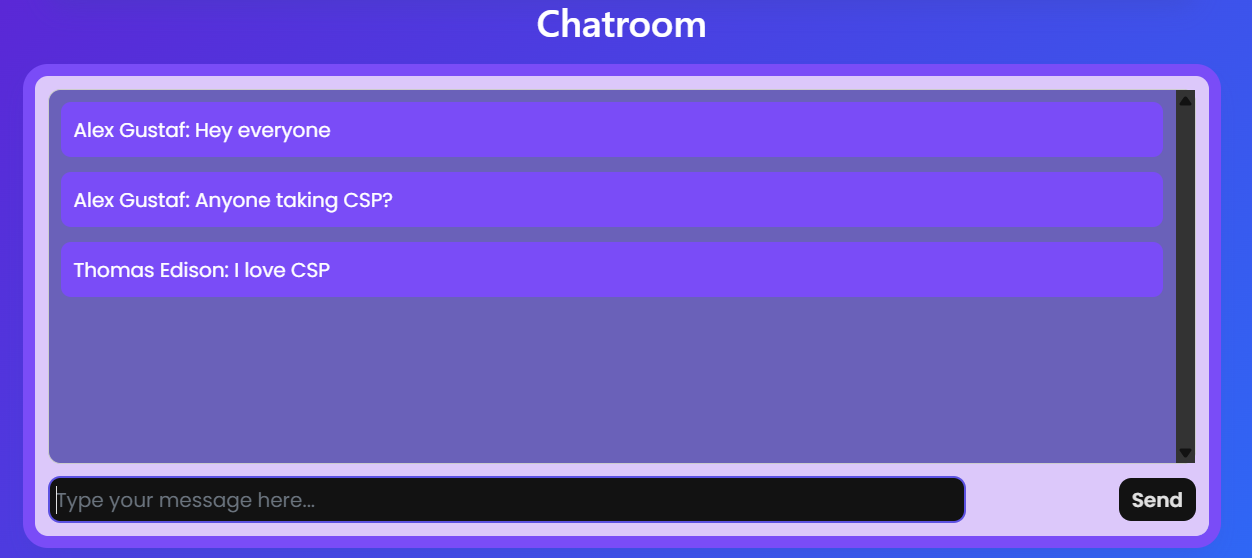 Chatroom
Alex Gustaf: Hey everyone
Alex Gustaf: Anyone taking CSP?
Thomas Edison: I love CSP
Type your message here...
Send